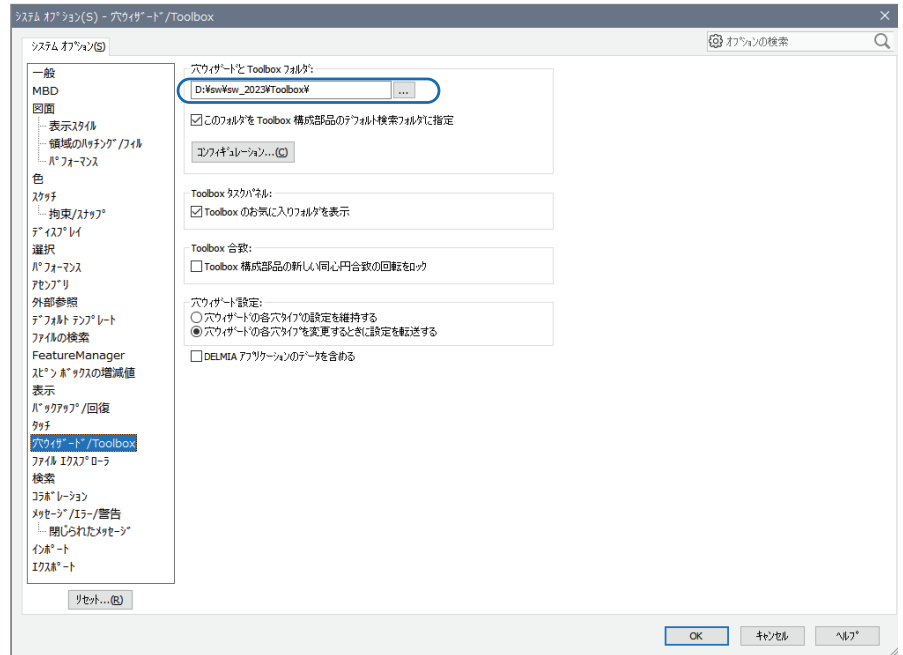 システム オプション(S) - 穴ウィザード/Toolbox
システム オプション(S)
オプションの検索
一般
MBD
図面
表示スタイル
領域のハッチング/フィル
パフォーマンス
色
スケッチ
拘束/スナップ
ディスプレイ
選択
パフォーマンス
アセンブリ
外部参照
デフォルト テンプレート
ファイルの検索
FeatureManager
スピン ボックスの増減値
表示
バックアップ/回復
タッチ
穴ウィザード/Toolbox
ファイル エクスプローラ
検索
コラボレーション
メッセージ/エラー/警告
閉じられたメッセージ
インポート
エクスポート
リセット...(R)
穴ウィザードと Toolbox フォルダ:
D:¥sw¥sw_2023¥Toolbox¥
...
このフォルダを Toolbox 構成部品のデフォルト検索フォルダに指定
コンフィギュレーション...(C)
Toolbox タスクパネル:
Toolbox のお気に入りフォルダを表示
Toolbox 合致:
Toolbox 構成部品の新しい同心円合致の回転をロック
穴ウィザード設定:
穴ウィザードの各穴タイプの設定を維持する
穴ウィザードの各穴タイプを変更するときに設定を転送する
DELMIA アプリケーションのデータを含める
OK
キャンセル
ヘルプ